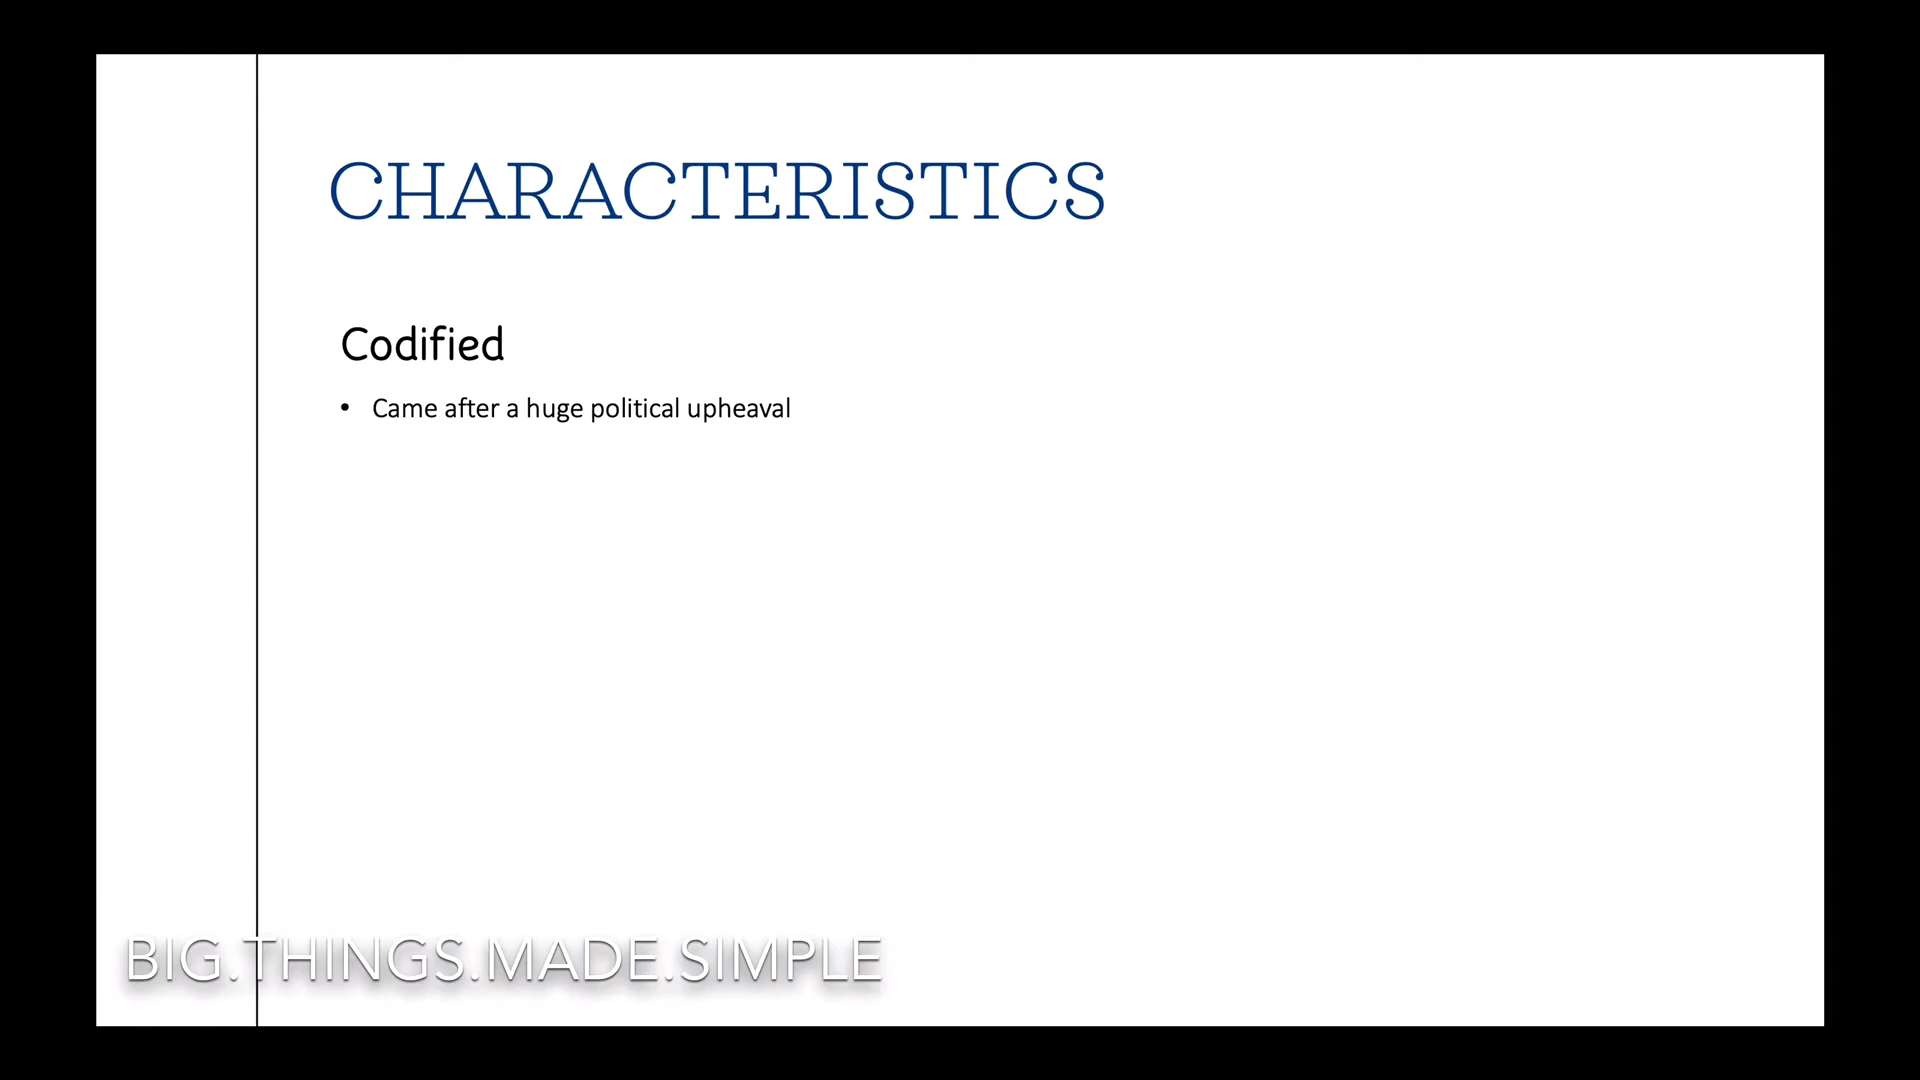 CHARACTERISTICS
Codified
• Came after a huge political upheaval
BIG.THINGS.MADE.SIMPLE